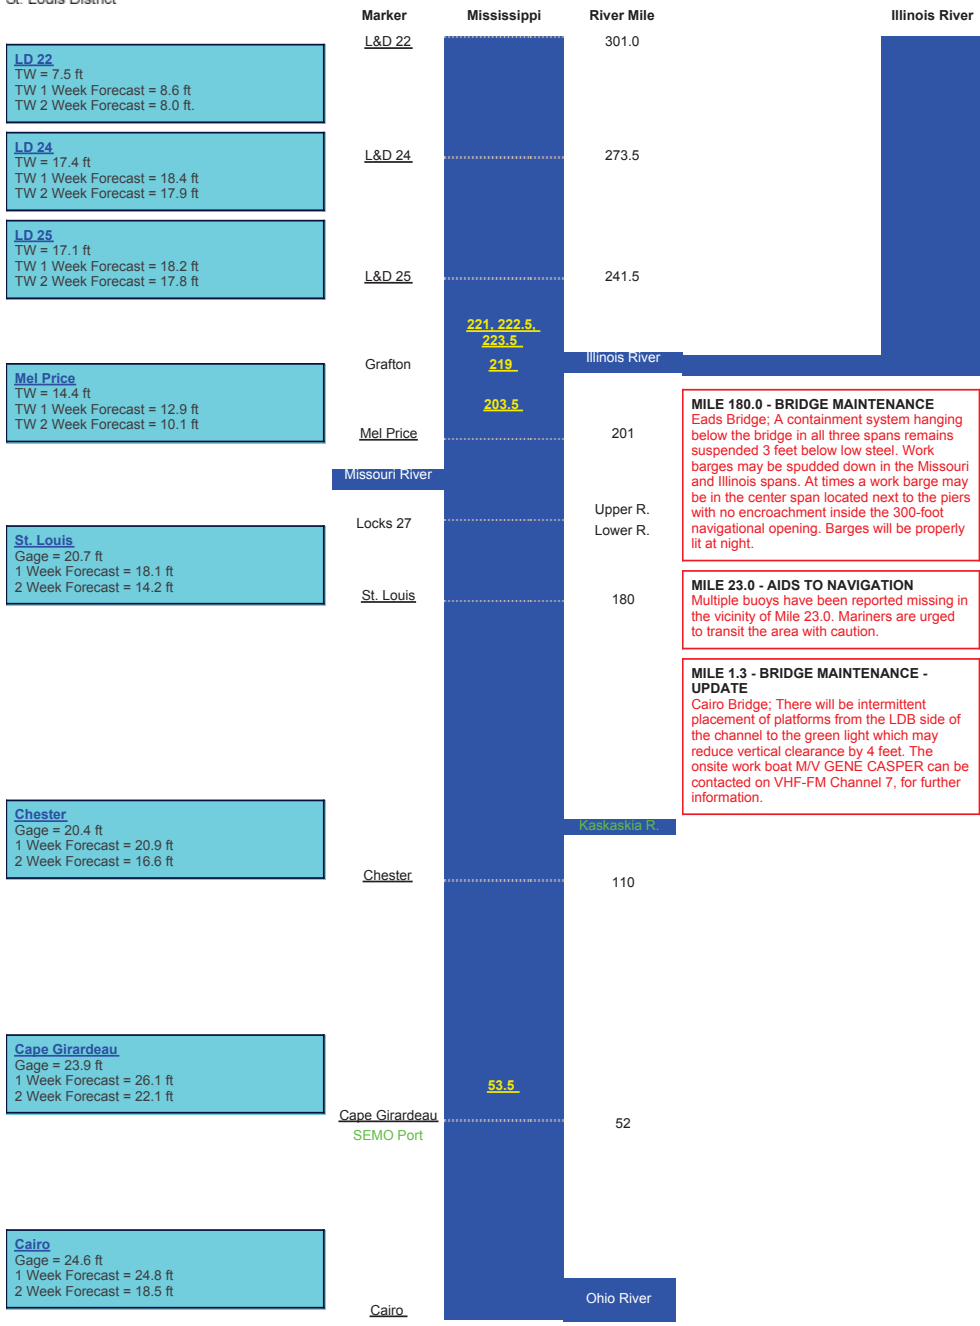 St. Louis District
Marker Mississippi River Mile Illinois River
L&D 22 301.0
LD 22
TW = 7.5 ft
TW 1 Week Forecast = 8.6 ft
TW 2 Week Forecast = 8.0 ft.
LD 24
TW = 17.4 ft
TW 1 Week Forecast = 18.4 ft
TW 2 Week Forecast = 17.9 ft
L&D 24 273.5
LD 25
TW = 17.1 ft
TW 1 Week Forecast = 18.2 ft
TW 2 Week Forecast = 17.8 ft
L&D 25 241.5
221, 222.5,
223.5
Grafton 219 Illinois River
Mel Price
TW = 14.4 ft
TW 1 Week Forecast = 12.9 ft
TW 2 Week Forecast = 10.1 ft
203.5
Mel Price 201
Missouri River
MILE 180.0 - BRIDGE MAINTENANCE
Eads Bridge; A containment system hanging
below the bridge in all three spans remains
suspended 3 feet below low steel. Work
barges may be spudded down in the Missouri
and Illinois spans. At times a work barge may
be in the center span located next to the piers
with no encroachment inside the 300-foot
navigational opening. Barges will be properly
lit at night.
Locks 27
Upper R.
Lower R.
St. Louis
Gage = 20.7 ft
1 Week Forecast = 18.1 ft
2 Week Forecast = 14.2 ft
St. Louis 180
MILE 23.0 - AIDS TO NAVIGATION
Multiple buoys have been reported missing in
the vicinity of Mile 23.0. Mariners are urged
to transit the area with caution.
MILE 1.3 - BRIDGE MAINTENANCE -
UPDATE
Cairo Bridge; There will be intermittent
placement of platforms from the LDB side of
the channel to the green light which may
reduce vertical clearance by 4 feet. The
onsite work boat M/V GENE CASPER can be
contacted on VHF-FM Channel 7, for further
information.
Chester
Gage = 20.4 ft
1 Week Forecast = 20.9 ft
2 Week Forecast = 16.6 ft
Kaskaskia R.
Chester 110
Cape Girardeau
Gage = 23.9 ft
1 Week Forecast = 26.1 ft
2 Week Forecast = 22.1 ft
53.5
Cape Girardeau 52
SEMO Port
Cairo
Gage = 24.6 ft
1 Week Forecast = 24.8 ft
2 Week Forecast = 18.5 ft
Ohio River
Cairo